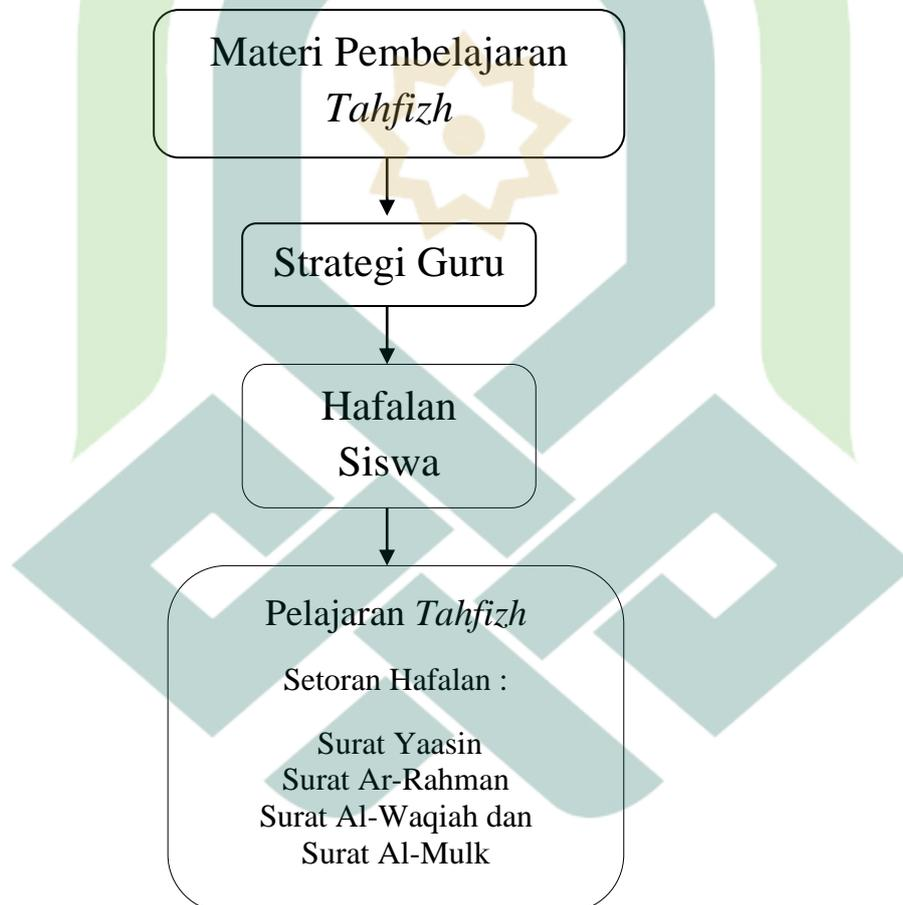 Materi Pembelajaran
Tahfizh
Strategi Guru
Hafalan
Siswa
Pelajaran Tahfizh
Setoran Hafalan :
Surat Yaasin
Surat Ar-Rahman
Surat Al-Waqiah dan
Surat Al-Mulk